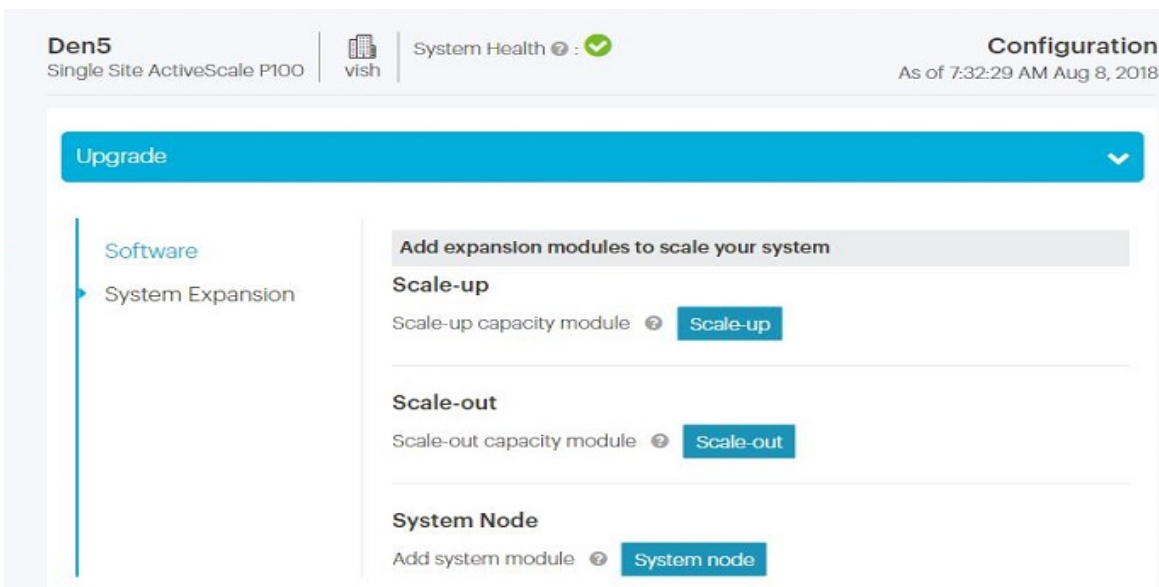 Den5
Single Site ActiveScale P100
vish
System Health :
Configuration
As of 7:32:29 AM Aug 8, 2018
Upgrade
Software
System Expansion
Add expansion modules to scale your system
Scale-up
Scale-up capacity module
Scale-up
Scale-out
Scale-out capacity module
Scale-out
System Node
Add system module
System node